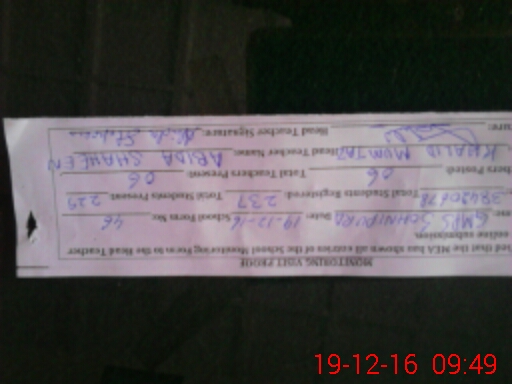 MONITORING VISIT PROOF
that the MEA has shown all entries of the School Monitoring Form to the Head Teacher
online submission.
GMPS Date: 19-12-16 School Form No: 46
Total Students Registered: 237 Total Students Present: 225
Posted: 06 Total Teachers Present: 06
KHALID MUMTAZ Head Teacher Name: ABIDA SHAHEEN
Head Teacher Signature:
19-12-16 09:49